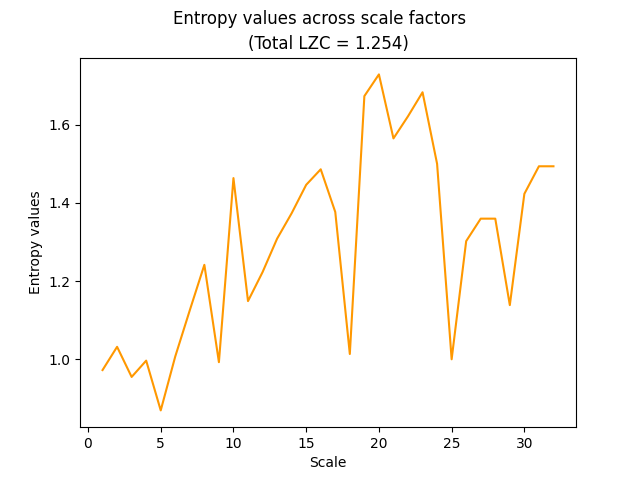 Entropy values across scale factors
(Total LZC = 1.254)
1.6
1.4
1.2
1.0
Entropy values
0 5 10 15 20 25 30
Scale